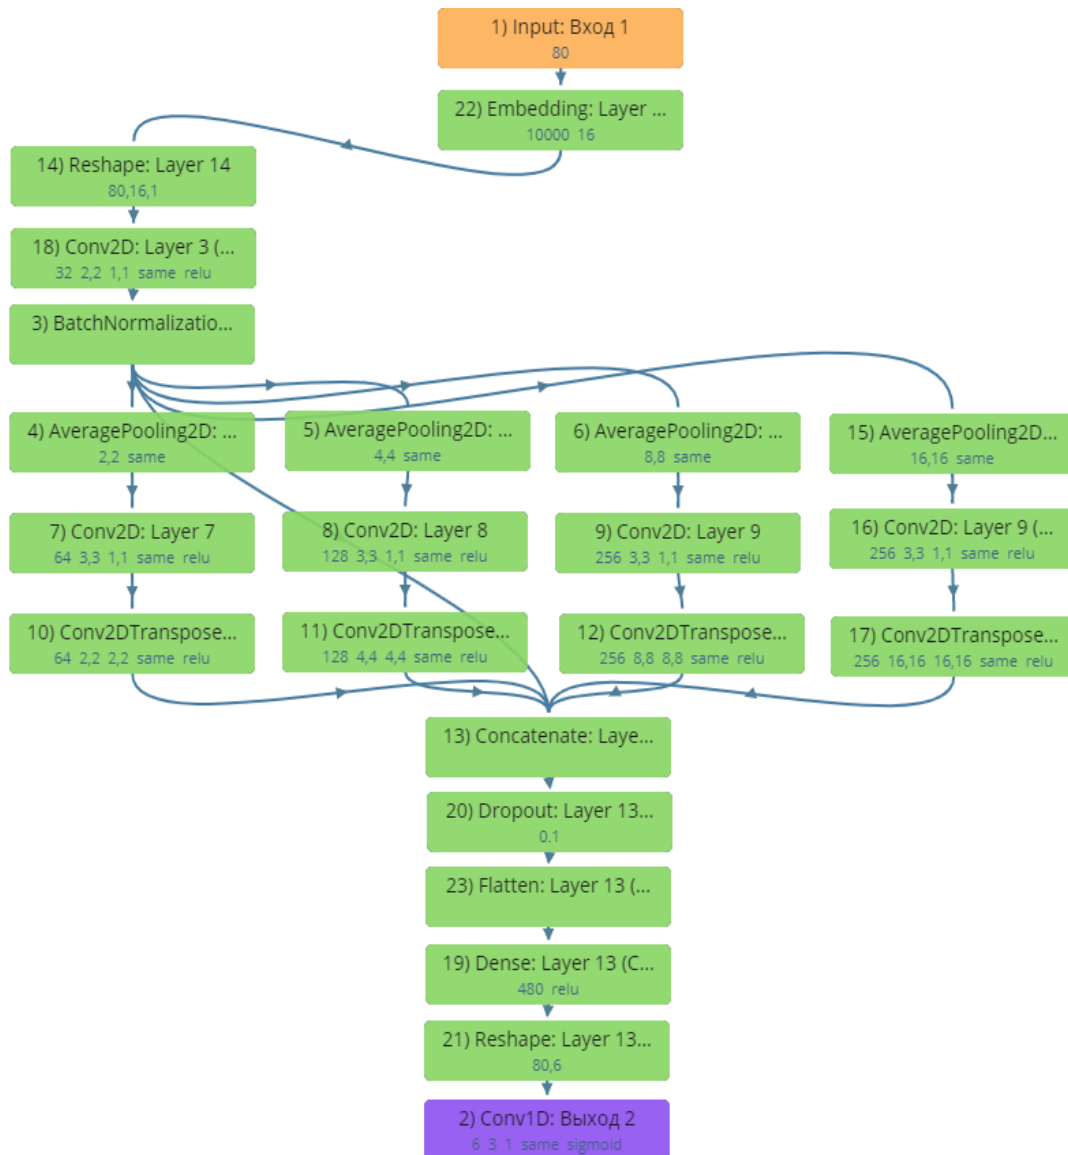 1) Input: Вход 1
80
22) Embedding: Layer ...
10000 16
14) Reshape: Layer 14
80,16,1
18) Conv2D: Layer 3 (...
32 2,2 1,1 same relu
3) BatchNormalizatio...
4) AveragePooling2D: ...
2,2 same
5) AveragePooling2D: ...
4,4 same
6) AveragePooling2D: ...
8,8 same
15) AveragePooling2D...
16,16 same
7) Conv2D: Layer 7
64 3,3 1,1 same relu
8) Conv2D: Layer 8
128 3,3 1,1 same relu
9) Conv2D: Layer 9
256 3,3 1,1 same relu
16) Conv2D: Layer 9 (...
256 3,3 1,1 same relu
10) Conv2DTranspose...
64 2,2 2,2 same relu
11) Conv2DTranspose...
128 4,4 4,4 same relu
12) Conv2DTranspose...
256 8,8 8,8 same relu
17) Conv2DTranspose...
256 16,16 16,16 same relu
13) Concatenate: Laye...
20) Dropout: Layer 13...
0.1
23) Flatten: Layer 13 (...
19) Dense: Layer 13 (C...
480 relu
21) Reshape: Layer 13...
80,6
2) Conv1D: Выход 2
6 3 1 same sigmoid